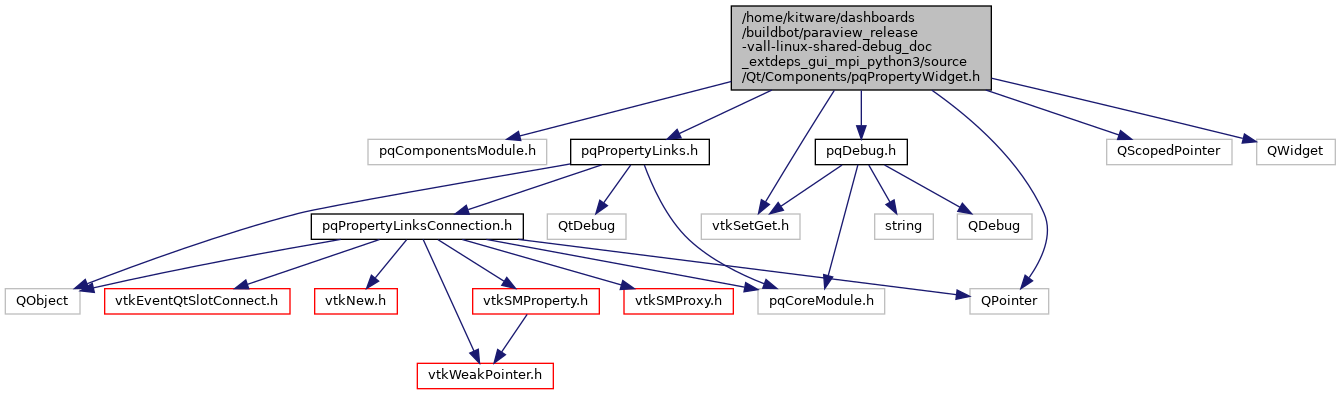 /home/kitware/dashboards
/buildbot/paraview_release
-vall-linux-shared-debug_doc
_extdeps_gui_mpi_python3/source
/Qt/Components/pqPropertyWidget.h
pqComponentsModule.h
pqPropertyLinks.h
pqDebug.h
QScopedPointer
QWidget
pqPropertyLinksConnection.h
QtDebug
vtkSetGet.h
string
QDebug
QObject
vtkEventQtSlotConnect.h
vtkNew.h
vtkSMProperty.h
vtkSMProxy.h
pqCoreModule.h
QPointer
vtkWeakPointer.h